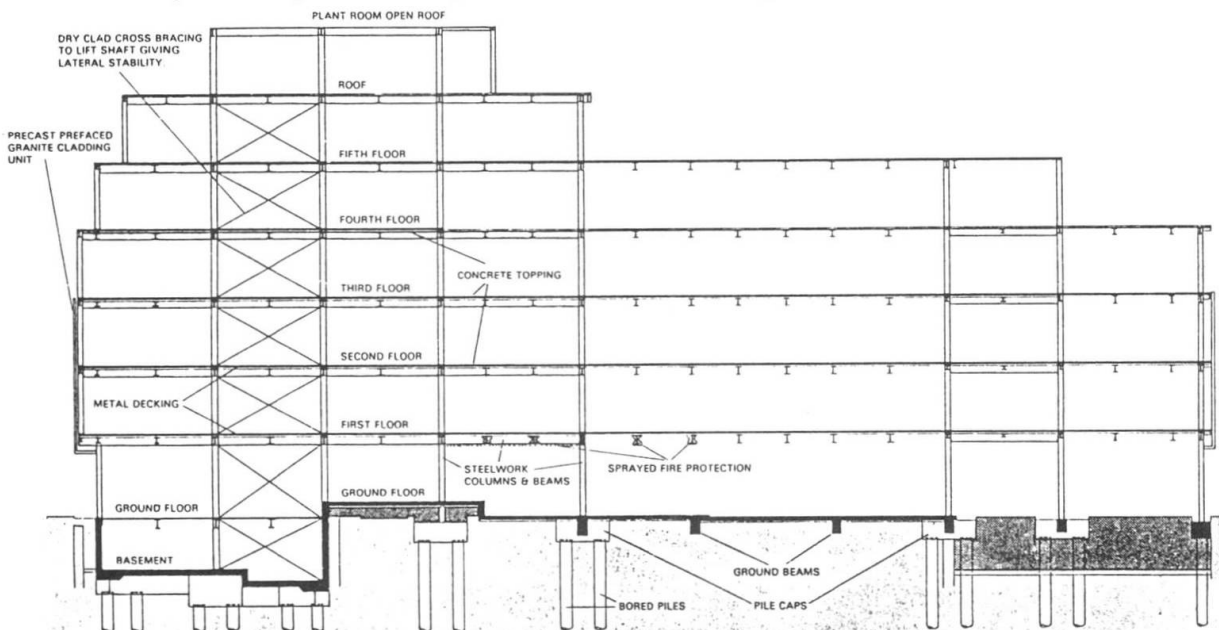 PLANT ROOM OPEN ROOF
DRY CLAD CROSS BRACING
TO LIFT SHAFT GIVING
LATERAL STABILITY
ROOF
PRECAST PREFACED
GRANITE CLADDING
UNIT
FIFTH FLOOR
FOURTH FLOOR
CONCRETE TOPPING
THIRD FLOOR
SECOND FLOOR
METAL DECKING
FIRST FLOOR
STEELWORK
COLUMNS & BEAMS
SPRAYED FIRE PROTECTION
GROUND FLOOR
GROUND FLOOR
BASEMENT
GROUND BEAMS
BORED PILES
PILE CAPS